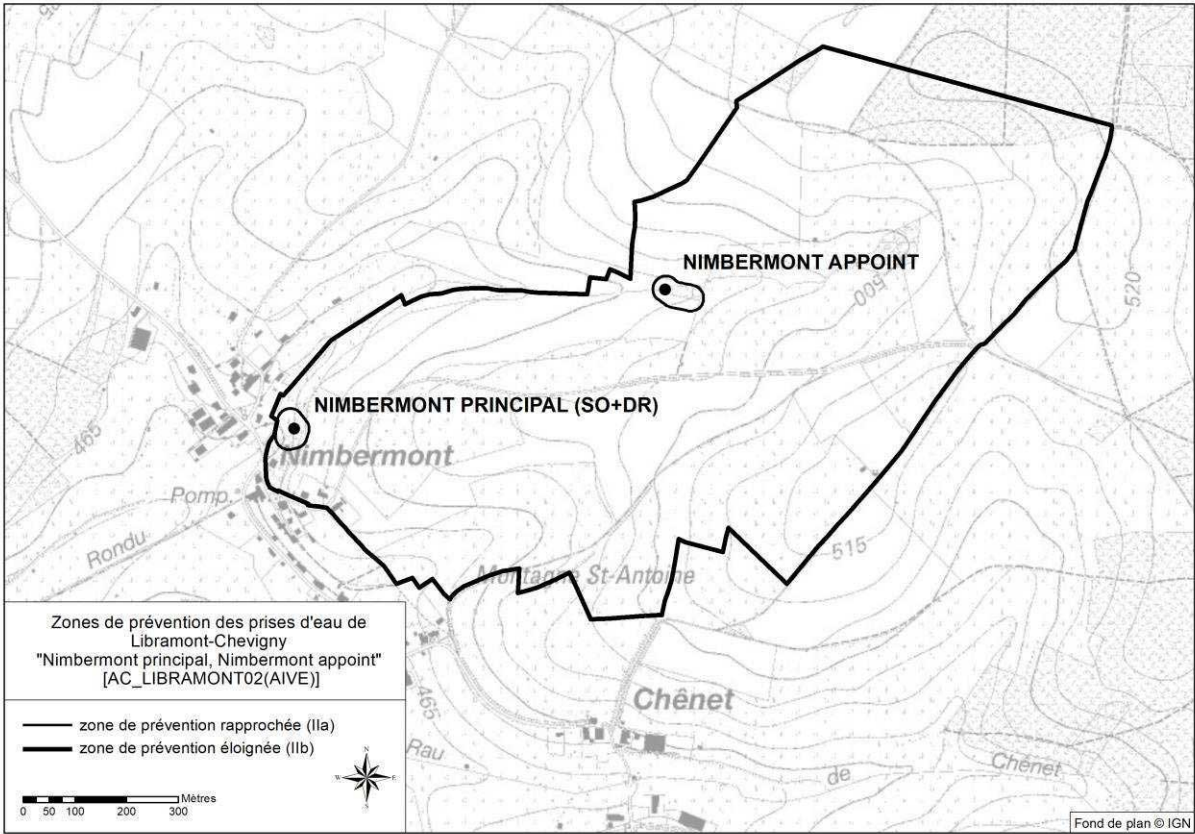 NIMBERMONT APPOINT
600
520
NIMBERMONT PRINCIPAL (SO+DR)
465
Nimbermont
Pomp.
Rondu
515
Montagne St-Antoine
Zones de prévention des prises d'eau de
Libramont-Chevigny
"Nimbermont principal, Nimbermont appoint"
[AC_LIBRAMONT02(AIVE)]
zone de prévention rapprochée (IIa)
zone de prévention éloignée (IIb)
N
W E
S
Mètres
0 50 100 200 300
465
Rau
de
Chênet
Chênet
Fond de plan © IGN